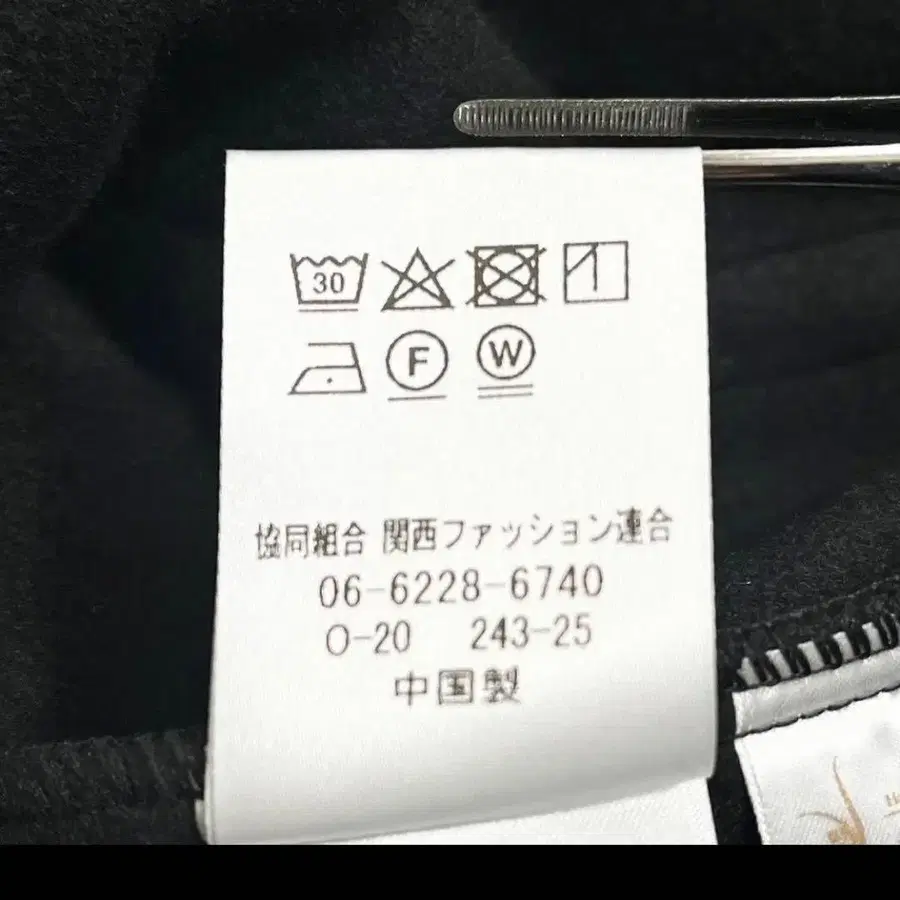 30
F W
協同組合 関西ファッション連合
06-6228-6740
O-20 243-25
中国製